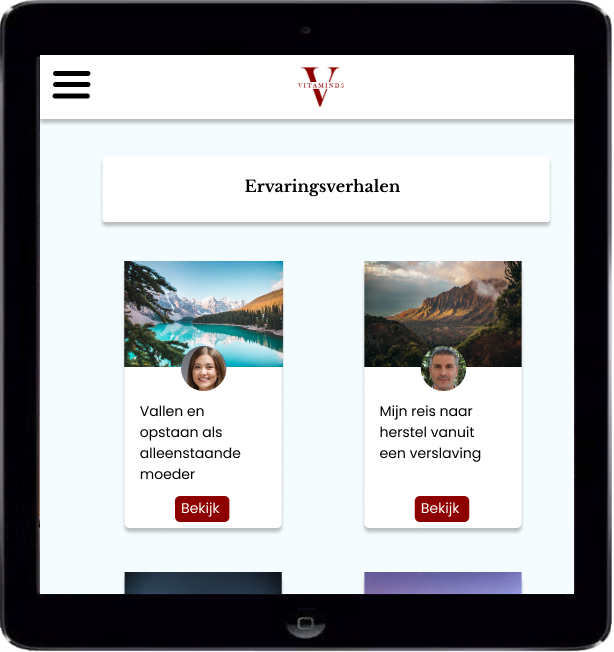 VITAMINDS
Ervaringsverhalen
Vallen en
opstaan als
alleenstaande
moeder
Bekijk
Mijn reis naar
herstel vanuit
een verslaving
Bekijk